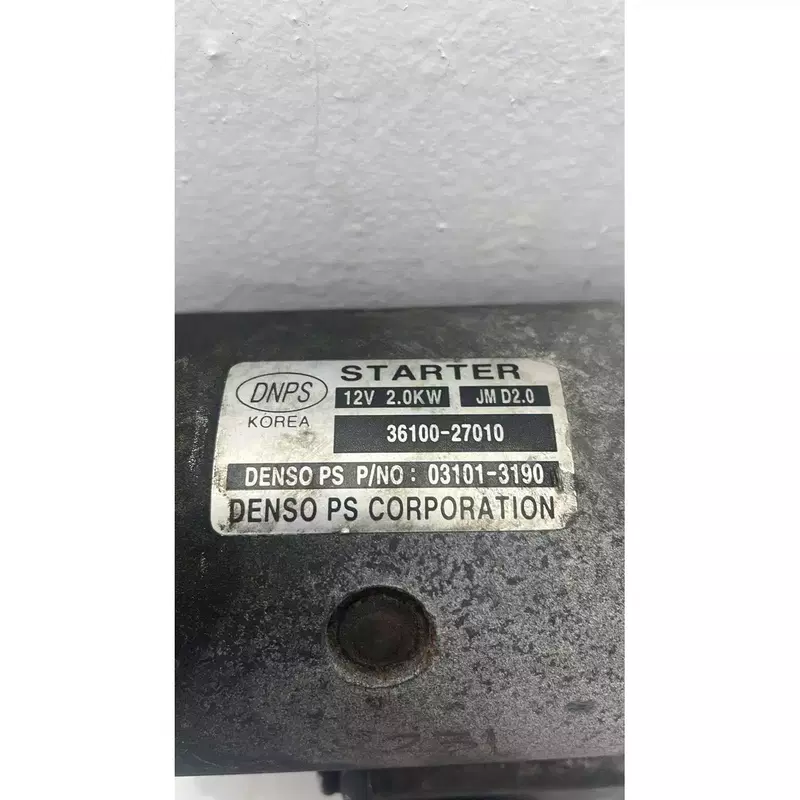 STARTER
DNPS
12V 2.0KW JM D2.0
KOREA
36100-27010
DENSO PS P/NO: 03101-3190
DENSO PS CORPORATION